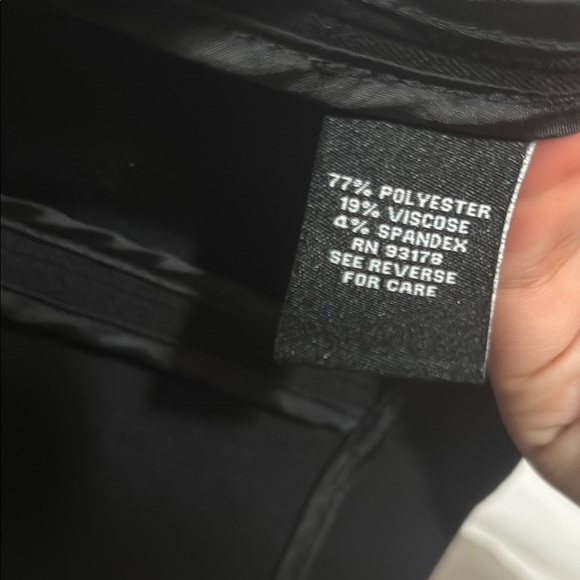 77% POLYESTER
19% VISCOSE
4% SPANDEX
RN 93178
SEE REVERSE
FOR CARE